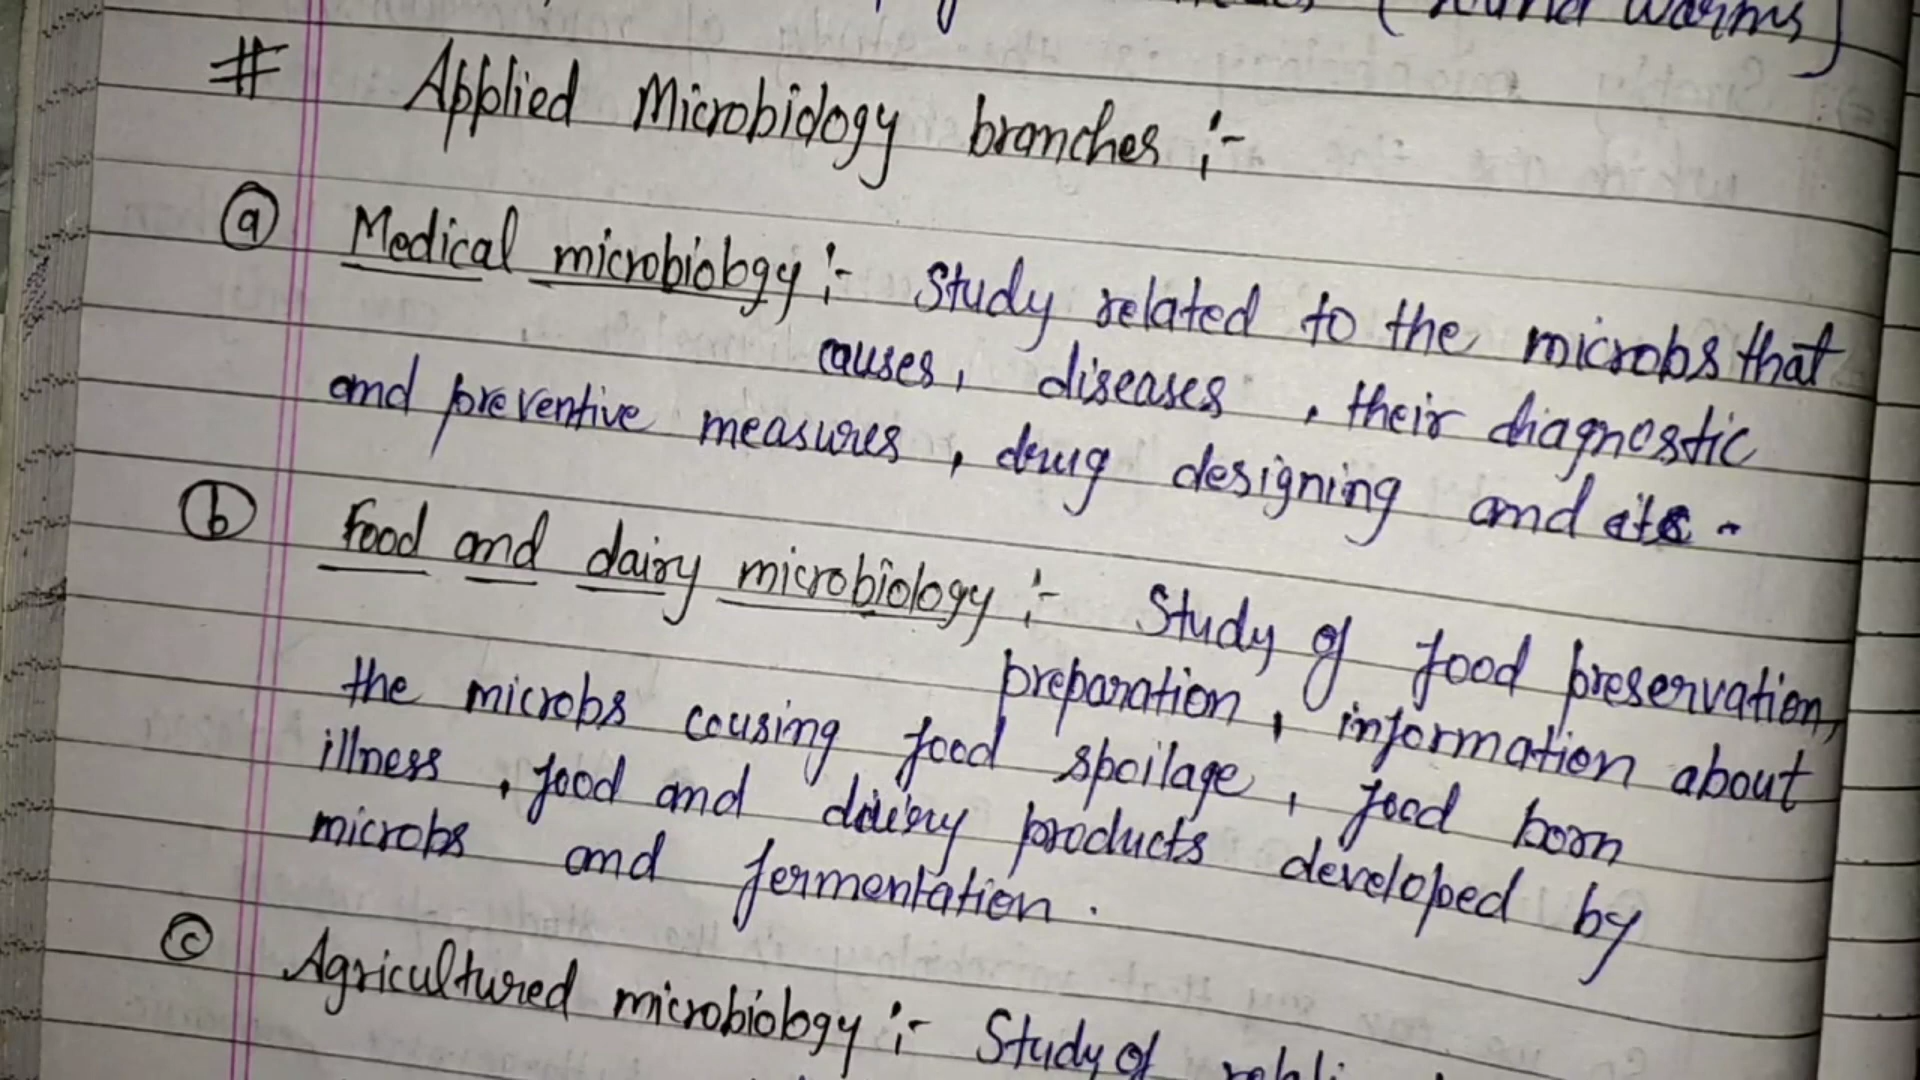 (Round Warms)
# Applied Microbiology branches :-
(a) Medical microbiology :- Study related to the microbs that
causes, diseases, their diagnostic
and preventive measures, drug designing and etc.
(b) Food and dairy microbiology :- Study of food preservation,
preparation, information about
the microbs causing food spoilage, food born
illness, food and dairy products developed by
microbs and fermentation.
(c) Agricultured microbiology :- Study of